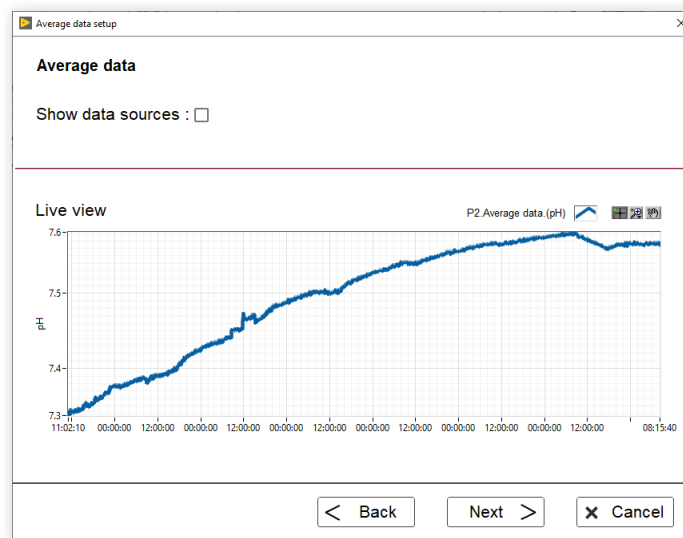 Average data setup
Average data
Show data sources :
Live view
P2.Average data.(pH)
7.6
7.5
7.4
7.3
pH
11:02:10 00:00:00 12:00:00 00:00:00 12:00:00 00:00:00 12:00:00 00:00:00 12:00:00 00:00:00 12:00:00 00:00:00 12:00:00 08:15:40
< Back
Next >
Cancel